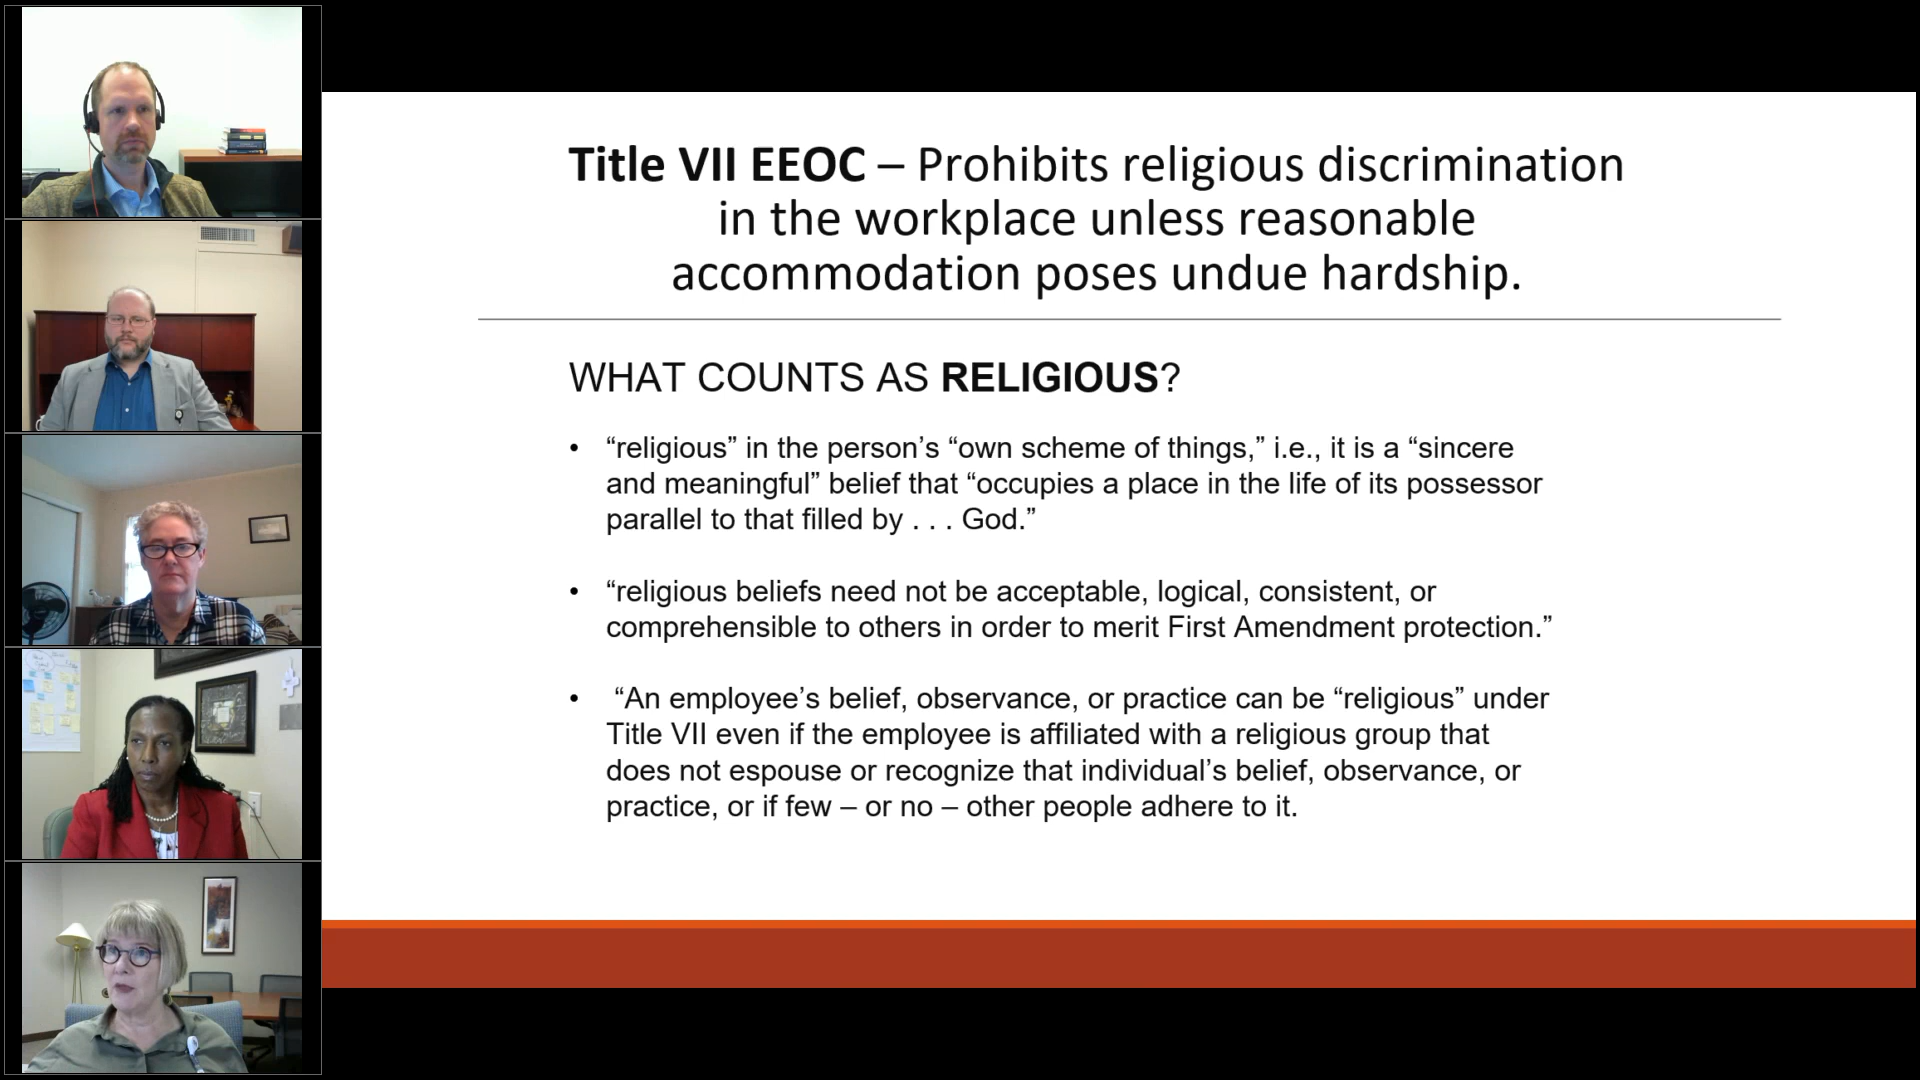 Title VII EEOC – Prohibits religious discrimination
in the workplace unless reasonable
accommodation poses undue hardship.
WHAT COUNTS AS RELIGIOUS?
• “religious” in the person’s “own scheme of things,” i.e., it is a “sincere
and meaningful” belief that “occupies a place in the life of its possessor
parallel to that filled by . . . God.”
• “religious beliefs need not be acceptable, logical, consistent, or
comprehensible to others in order to merit First Amendment protection.”
• “An employee’s belief, observance, or practice can be “religious” under
Title VII even if the employee is affiliated with a religious group that
does not espouse or recognize that individual’s belief, observance, or
practice, or if few – or no – other people adhere to it.